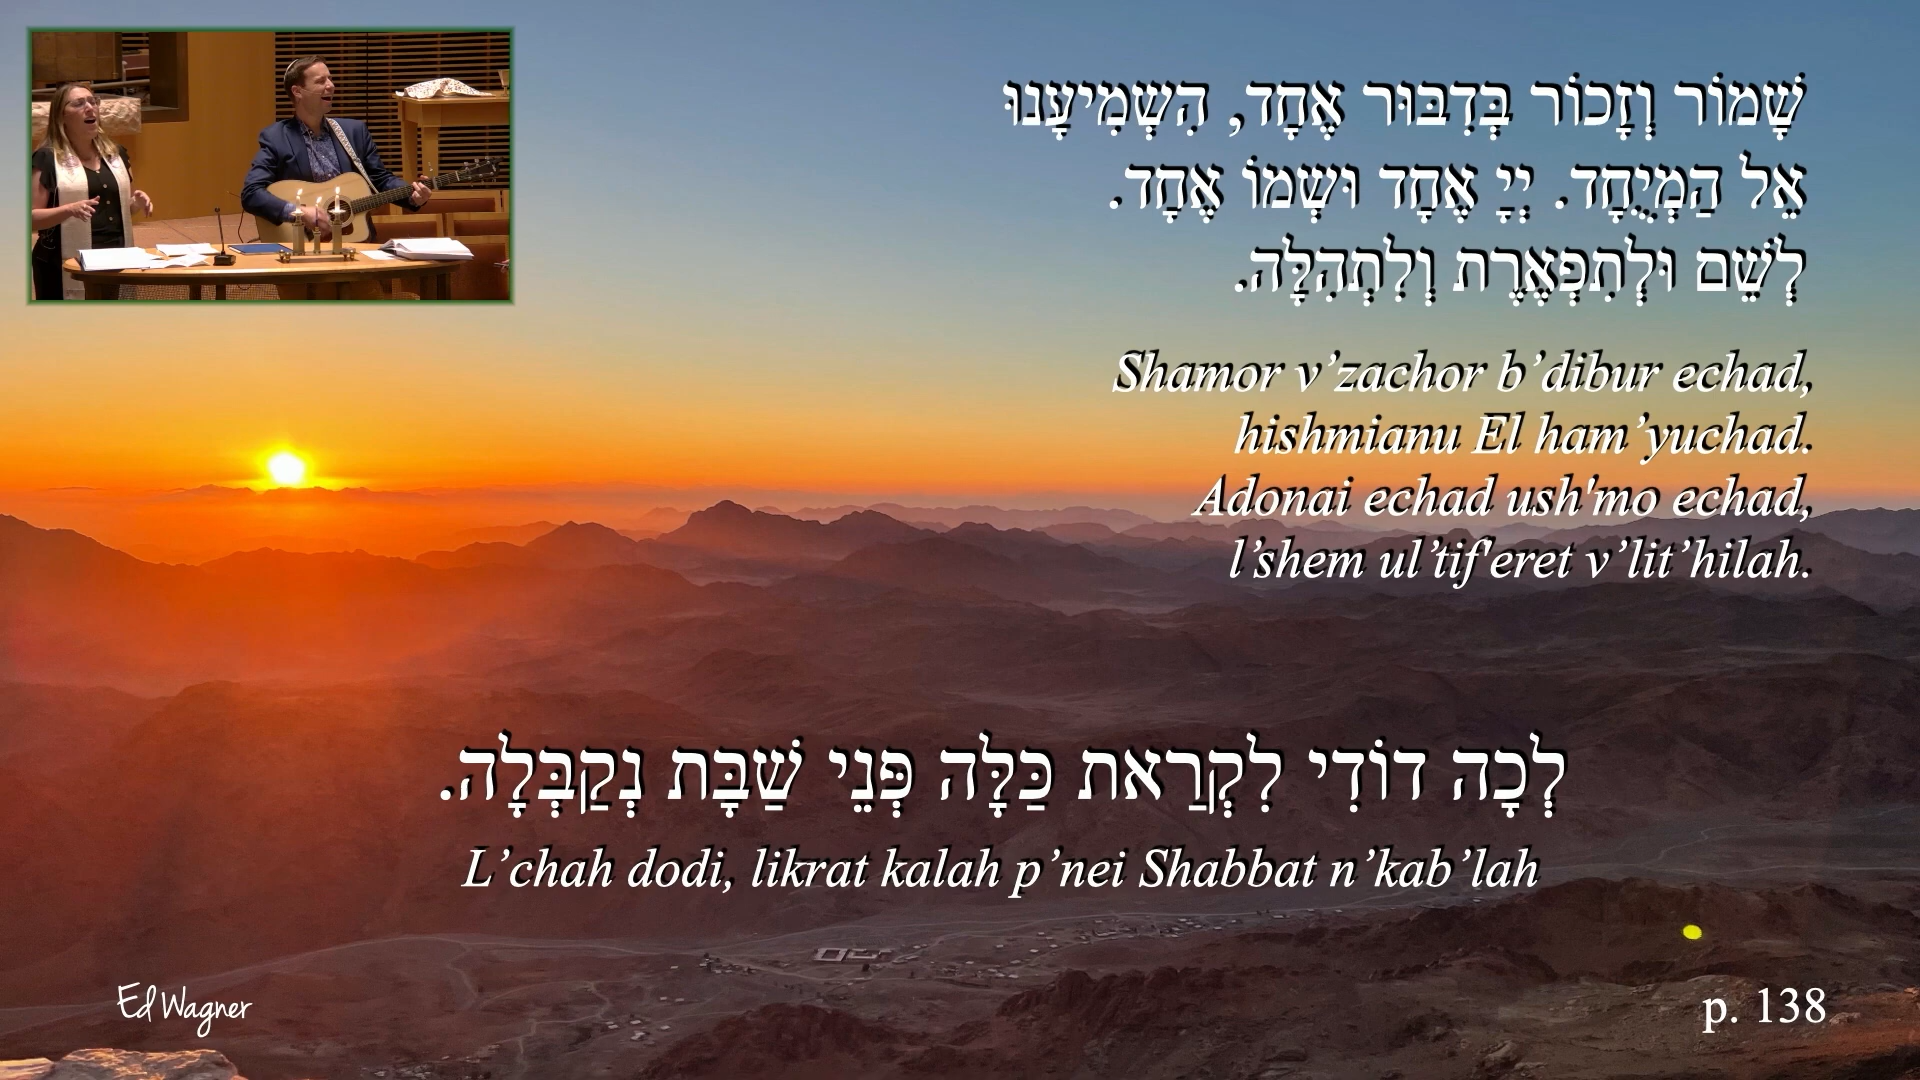 שָׁמוֹר וְזָכוֹר בְּדִבּוּר אֶחָד, הִשְׁמִיעָנוּ
אֵל הַמְיֻחָד. יְיָ אֶחָד וּשְׁמוֹ אֶחָד.
לְשֵׁם וּלְתִפְאֶרֶת וְלִתְהִלָּה.
Shamor v’zachor b’dibur echad,
hishmianu El ham’yuchad.
Adonai echad ush'mo echad,
l’shem ul’tif'eret v’lit’hilah.
לְכָה דוֹדִי לִקְרַאת כַּלָּה פְּנֵי שַׁבָּת נְקַבְּלָה.
L’chah dodi, likrat kalah p’nei Shabbat n’kab’lah
Ed Wagner
p. 138